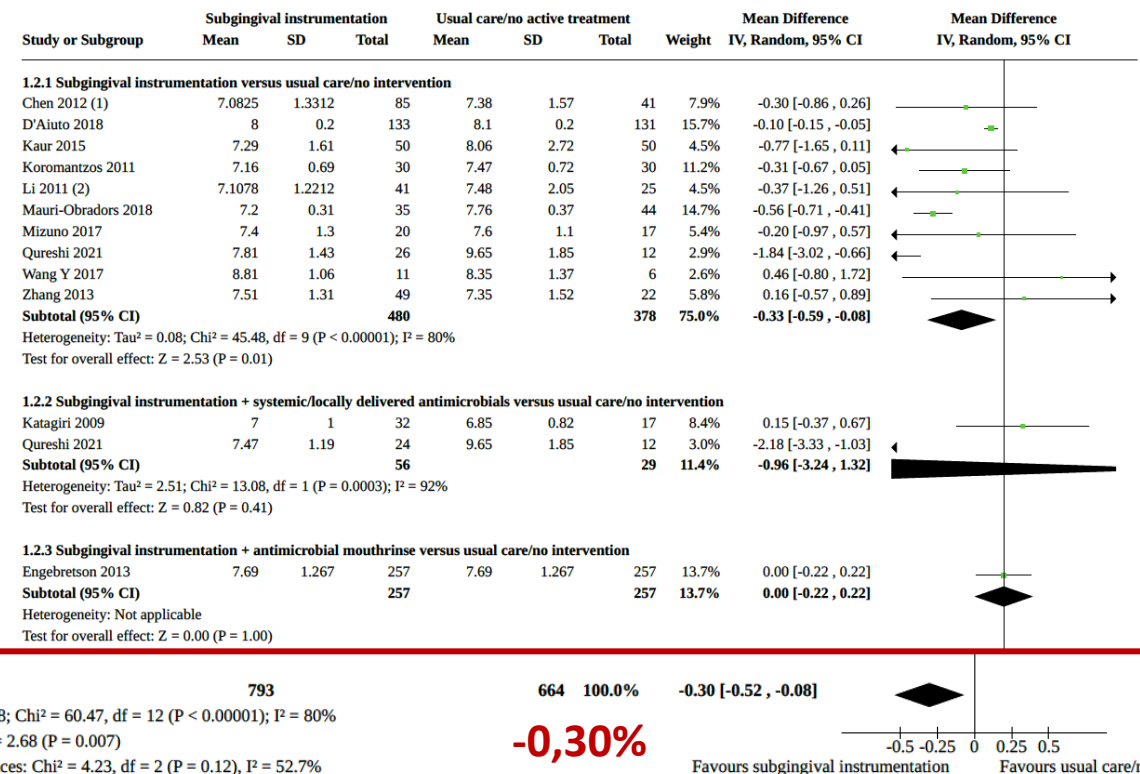 Subgingival instrumentation Usual care/no active treatment Mean Difference Mean Difference
Study or Subgroup Mean SD Total Mean SD Total Weight IV, Random, 95% CI IV, Random, 95% CI
1.2.1 Subgingival instrumentation versus usual care/no intervention
Chen 2012 (1) 7.0825 1.3312 85 7.38 1.57 41 7.9% -0.30 [-0.86 , 0.26]
D'Aiuto 2018 8 0.2 133 8.1 0.2 131 15.7% -0.10 [-0.15 , -0.05]
Kaur 2015 7.29 1.61 50 8.06 2.72 50 4.5% -0.77 [-1.65 , 0.11]
Koromantzos 2011 7.16 0.69 30 7.47 0.72 30 11.2% -0.31 [-0.67 , 0.05]
Li 2011 (2) 7.1078 1.2212 41 7.48 2.05 25 4.5% -0.37 [-1.26 , 0.51]
Mauri-Obradors 2018 7.2 0.31 35 7.76 0.37 44 14.7% -0.56 [-0.71 , -0.41]
Mizuno 2017 7.4 1.3 20 7.6 1.1 17 5.4% -0.20 [-0.97 , 0.57]
Qureshi 2021 7.81 1.43 26 9.65 1.85 12 2.9% -1.84 [-3.02 , -0.66]
Wang Y 2017 8.81 1.06 11 8.35 1.37 6 2.6% 0.46 [-0.80 , 1.72]
Zhang 2013 7.51 1.31 49 7.35 1.52 22 5.8% 0.16 [-0.57 , 0.89]
Subtotal (95% CI) 480 378 75.0% -0.33 [-0.59 , -0.08]
Heterogeneity: Tau² = 0.08; Chi² = 45.48, df = 9 (P < 0.00001); I² = 80%
Test for overall effect: Z = 2.53 (P = 0.01)
1.2.2 Subgingival instrumentation + systemic/locally delivered antimicrobials versus usual care/no intervention
Katagiri 2009 7 1 32 6.85 0.82 17 8.4% 0.15 [-0.37 , 0.67]
Qureshi 2021 7.47 1.19 24 9.65 1.85 12 3.0% -2.18 [-3.33 , -1.03]
Subtotal (95% CI) 56 29 11.4% -0.96 [-3.24 , 1.32]
Heterogeneity: Tau² = 2.51; Chi² = 13.08, df = 1 (P = 0.0003); I² = 92%
Test for overall effect: Z = 0.82 (P = 0.41)
1.2.3 Subgingival instrumentation + antimicrobial mouthrinse versus usual care/no intervention
Engebretson 2013 7.69 1.267 257 7.69 1.267 257 13.7% 0.00 [-0.22 , 0.22]
Subtotal (95% CI) 257 257 13.7% 0.00 [-0.22 , 0.22]
Heterogeneity: Not applicable
Test for overall effect: Z = 0.00 (P = 1.00)
793 664 100.0% -0.30 [-0.52 , -0.08]
8; Chi² = 60.47, df = 12 (P < 0.00001); I² = 80%
= 2.68 (P = 0.007)
-0,30%
-0.5 -0.25 0 0.25 0.5
ces: Chi² = 4.23, df = 2 (P = 0.12), I² = 52.7%
Favours subgingival instrumentation Favours usual care/